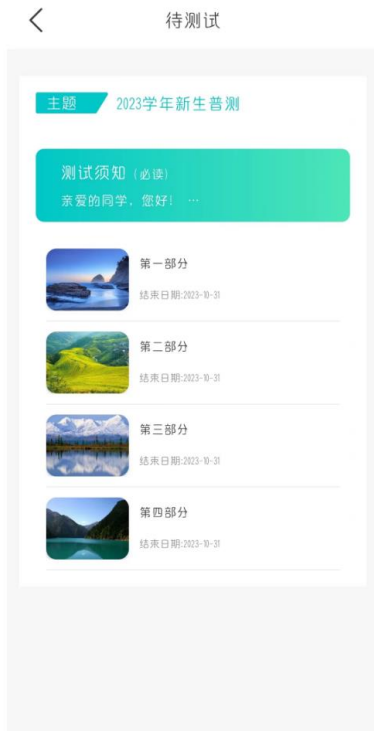 待测试
主题 2023学年新生普测
测试须知（必读）
亲爱的同学，您好！ …
第一部分
结束日期:2023-10-31
第二部分
结束日期:2023-10-31
第三部分
结束日期:2023-10-31
第四部分
结束日期:2023-10-31